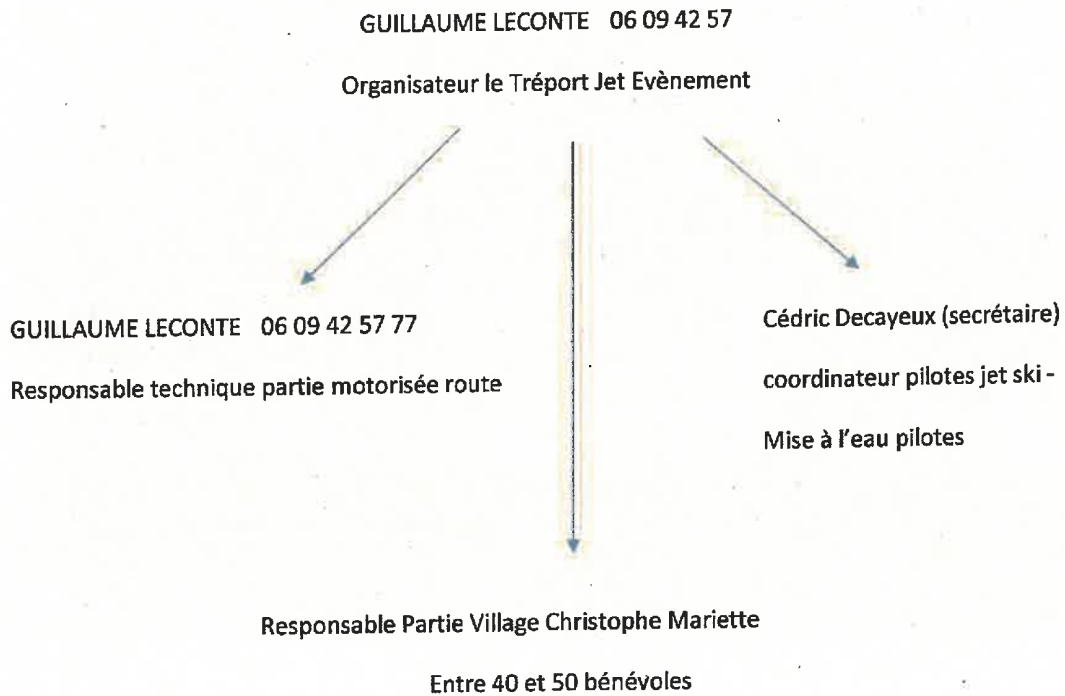 GUILLAUME LECONTE 06 09 42 57
Organisateur le Tréport Jet Evènement
GUILLAUME LECONTE 06 09 42 57 77
Responsable technique partie motorisée route
Cédric Decayeux (secrétaire)
coordinateur pilotes jet ski -
Mise à l'eau pilotes
Responsable Partie Village Christophe Mariette
Entre 40 et 50 bénévoles